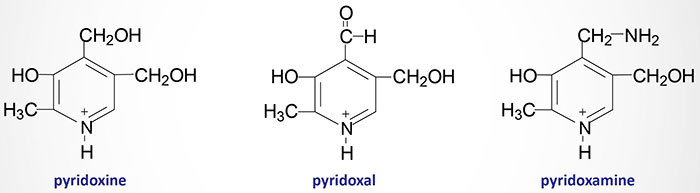 CH₂OH
HO
CH₂OH
H₃C
+
N
H
pyridoxine
O
C–H
HO
CH₂OH
H₃C
+
N
H
pyridoxal
CH₂–NH₂
HO
CH₂OH
H₃C
+
N
H
pyridoxamine